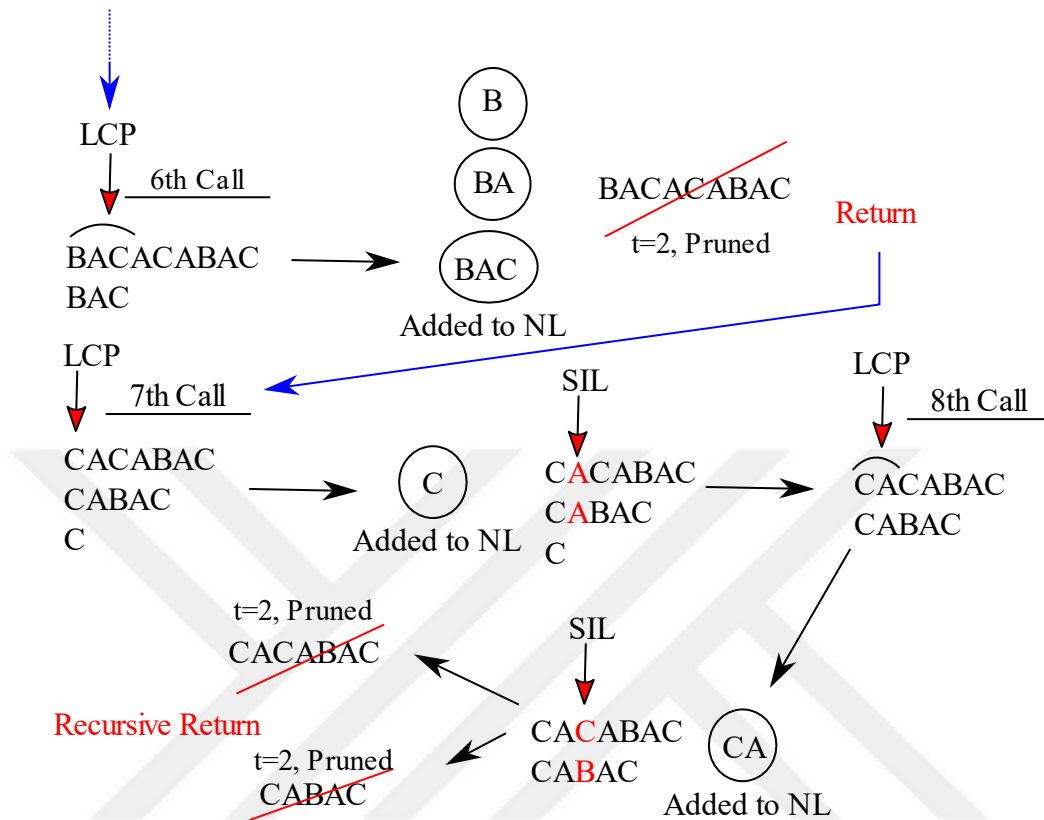 LCP
6th Call
BACACABAC
BAC
B
BA
BAC
Added to NL
BACACABAC
t=2, Pruned
Return
LCP
7th Call
CACABAC
CABAC
C
C
Added to NL
SIL
CACABAC
CABAC
C
LCP
8th Call
CACABAC
CABAC
CA
Added to NL
SIL
CACABAC
CABAC
t=2, Pruned
CACABAC
Recursive Return
t=2, Pruned
CABAC